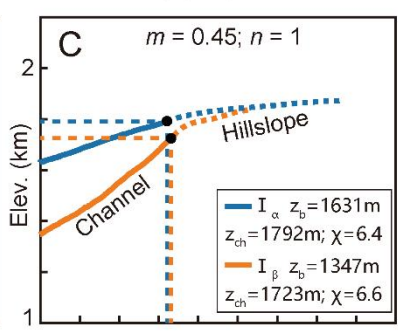 C
m = 0.45; n = 1
2
Elev. (km)
1
Channel
Hillslope
I α z_b=1631m
z_ch=1792m; χ=6.4
I β z_b=1347m
z_ch=1723m; χ=6.6